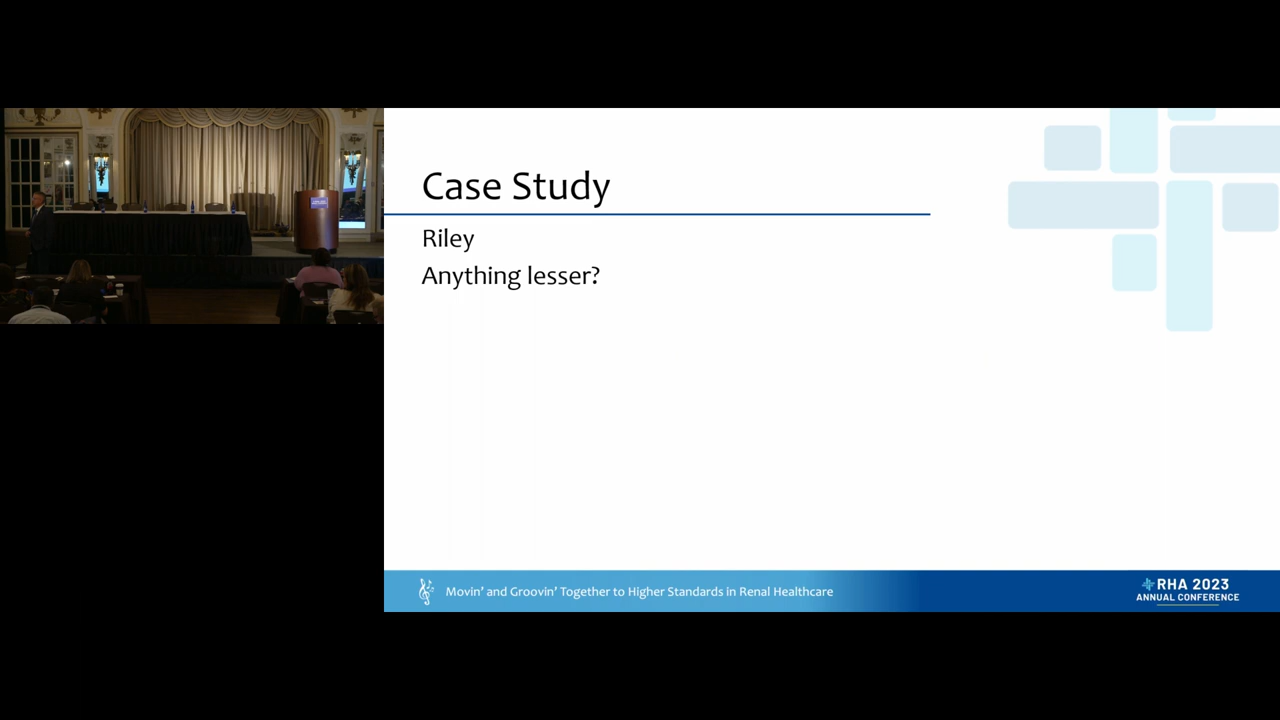 Case Study
Riley
Anything lesser?
Movin’ and Groovin’ Together to Higher Standards in Renal Healthcare
RHA 2023
ANNUAL CONFERENCE